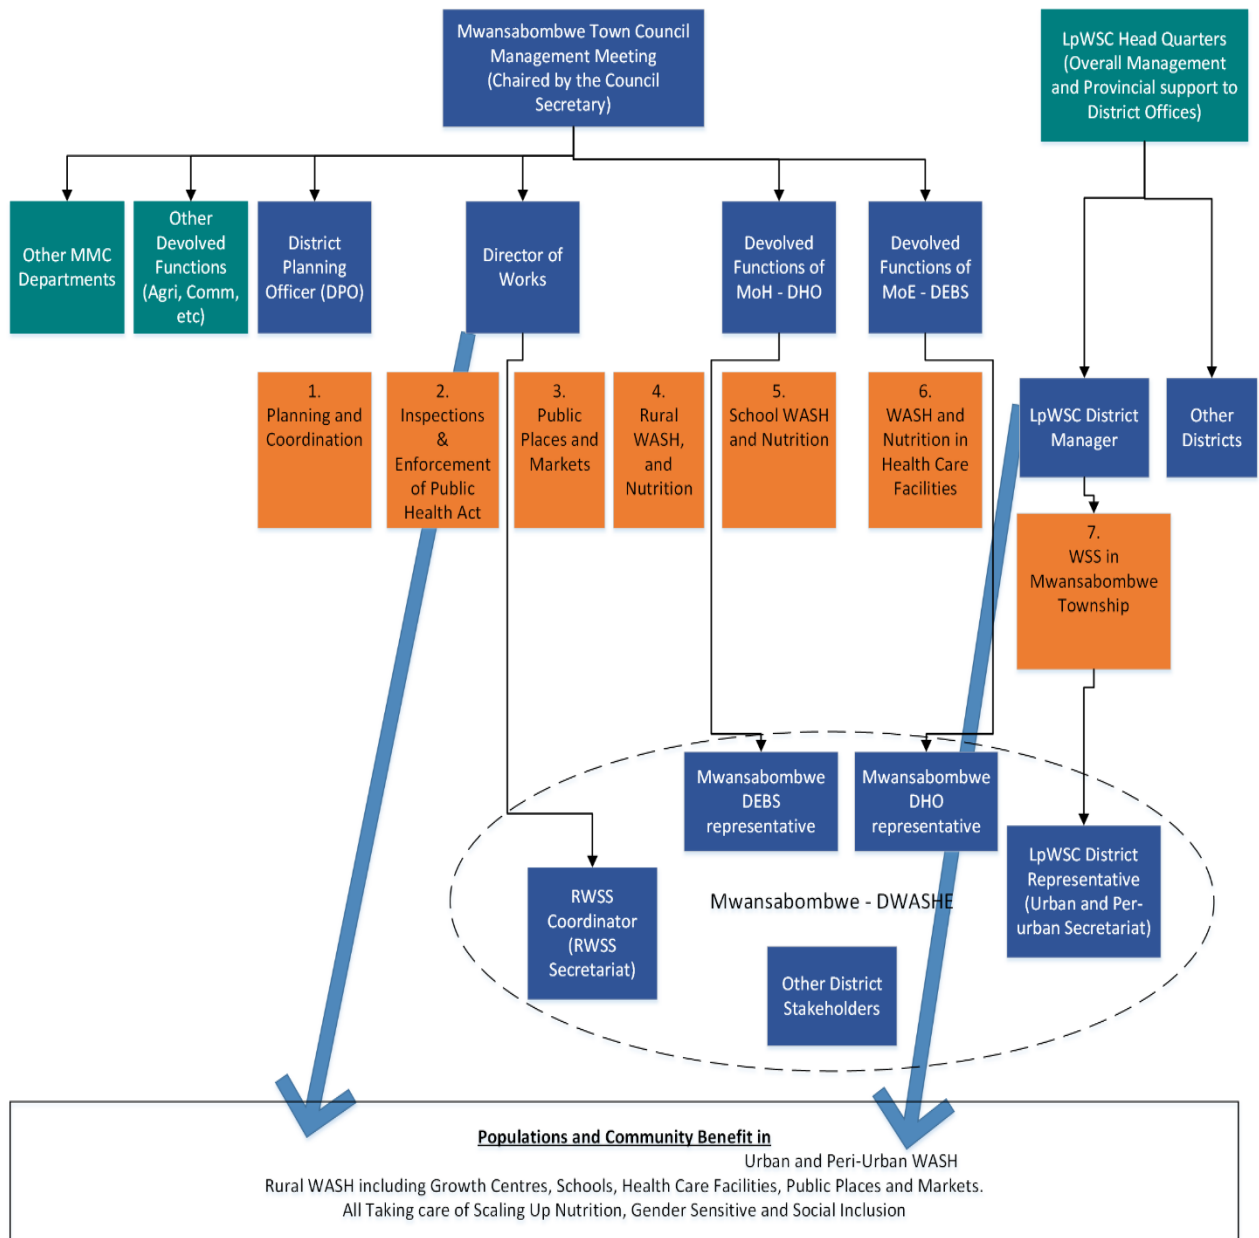 Mwansabombwe Town Council
Management Meeting
(Chaired by the Council
Secretary)
LpWSC Head Quarters
(Overall Management
and Provincial support to
District Offices)
Other MMC
Departments
Other
Devolved
Functions
(Agri, Comm,
etc)
District
Planning
Officer (DPO)
Director of
Works
Devolved
Functions of
MoH - DHO
Devolved
Functions of
MoE - DEBS
1.
Planning and
Coordination
2.
Inspections
&
Enforcement
of Public
Health Act
3.
Public
Places and
Markets
4.
Rural
WASH,
and
Nutrition
5.
School WASH
and Nutrition
6.
WASH and
Nutrition in
Health Care
Facilities
LpWSC District
Manager
Other
Districts
7.
WSS in
Mwansabombwe
Township
Mwansabombwe
DEBS
representative
Mwansabombwe
DHO
representative
LpWSC District
Representative
(Urban and Per-
urban Secretariat)
RWSS
Coordinator
(RWSS
Secretariat)
Mwansabombwe - DWASHE
Other District
Stakeholders
Populations and Community Benefit in
Urban and Peri-Urban WASH
Rural WASH including Growth Centres, Schools, Health Care Facilities, Public Places and Markets.
All Taking care of Scaling Up Nutrition, Gender Sensitive and Social Inclusion